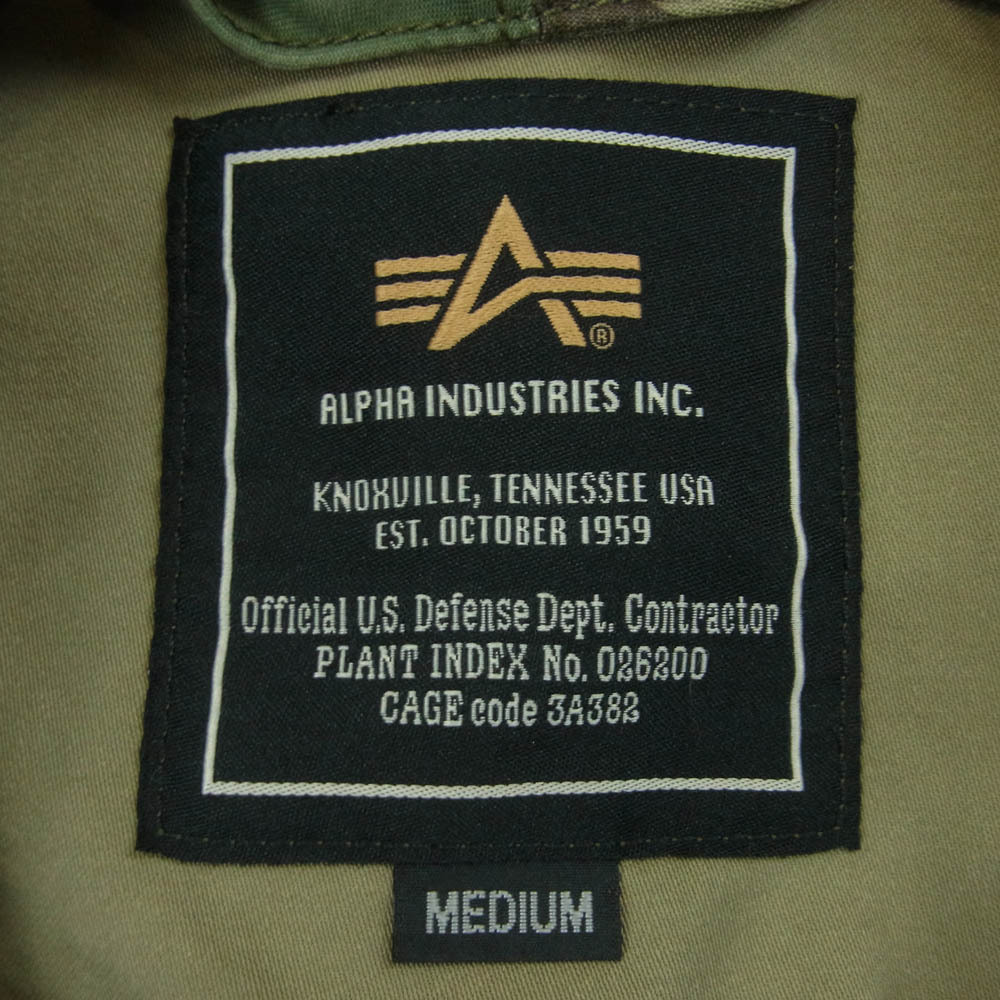 ®
ALPHA INDUSTRIES INC.
KNOXVILLE, TENNESSEE USA
EST. OCTOBER 1959
Official U.S. Defense Dept. Contractor
PLANT INDEX No. 026200
CAGE code 3A382
MEDIUM